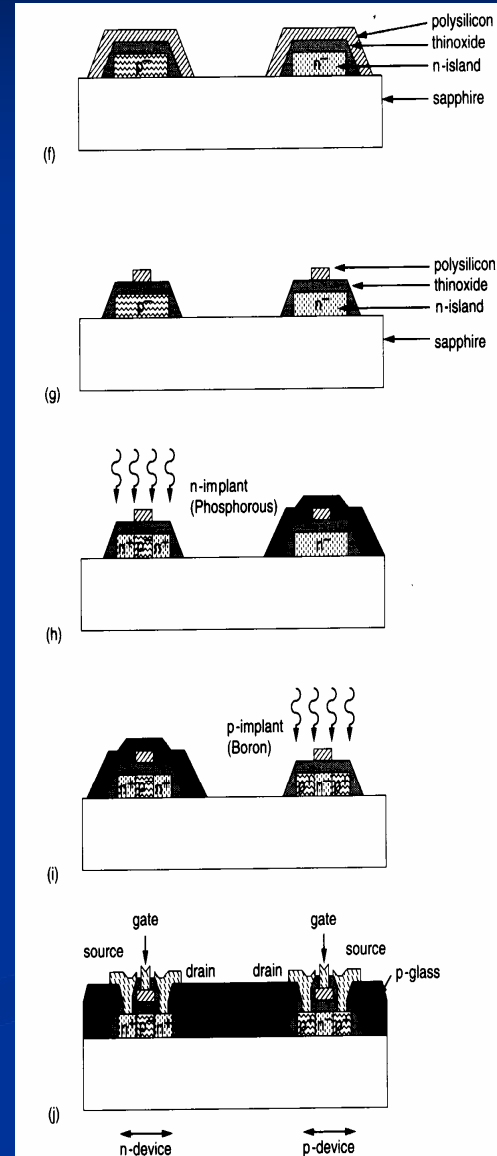 polysilicon
thinoxide
p⁻
n⁻
n-island
sapphire
(f)
polysilicon
thinoxide
p⁻
n⁻
n-island
sapphire
(g)
n-implant
(Phosphorous)
n⁻
(h)
p-implant
(Boron)
(i)
gate
gate
source
drain
drain
source
p-glass
(j)
n-device
p-device